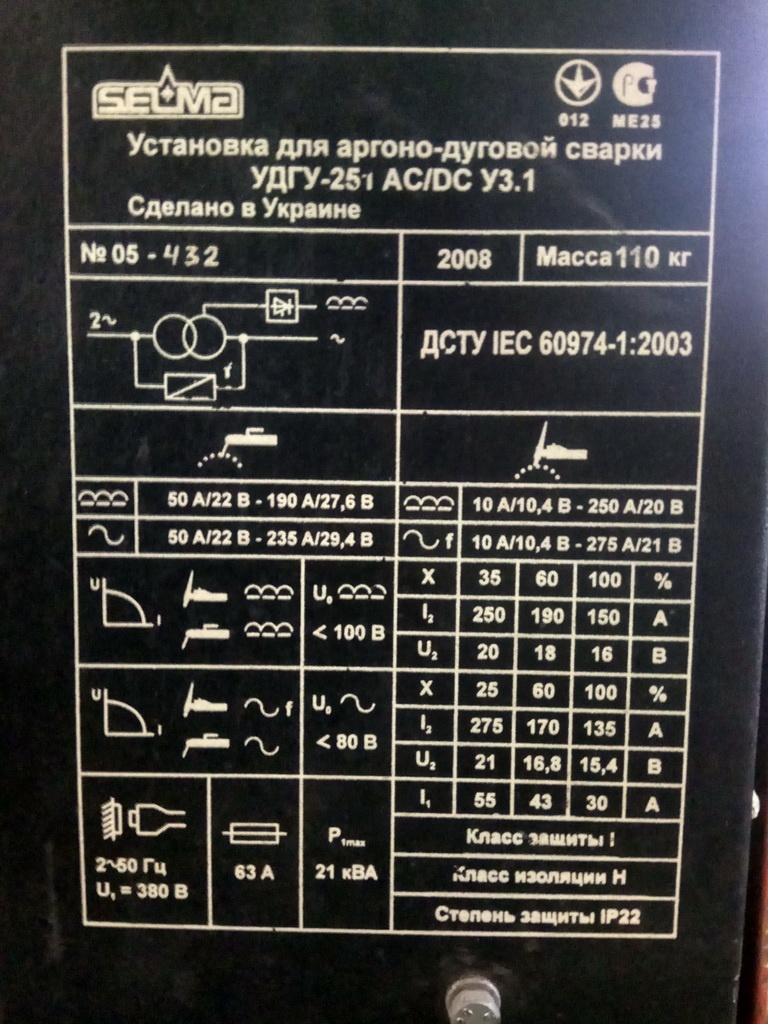 SELMA
012 МЕ25
Установка для аргоно-дуговой сварки
УДГУ-251 AC/DC У3.1
Сделано в Украине
№ 05 - 432
2008
Масса 110 кг
2~
~
f
ДСТУ IEC 60974-1:2003
50 А/22 В - 190 А/27,6 В
10 А/10,4 В - 250 А/20 В
50 А/22 В - 235 А/29,4 В
f 10 А/10,4 В - 275 А/21 В
U I
U₀
< 100 В
X 35 60 100 %
I₂ 250 190 150 А
U₂ 20 18 16 В
U I
f
U₀
< 80 В
X 25 60 100 %
I₂ 275 170 135 А
U₂ 21 16,8 15,4 В
I₁ 55 43 30 А
2~50 Гц
U₁ = 380 В
63 А
P₁max
21 кВА
Класс защиты I
Класс изоляции Н
Степень защиты IP22